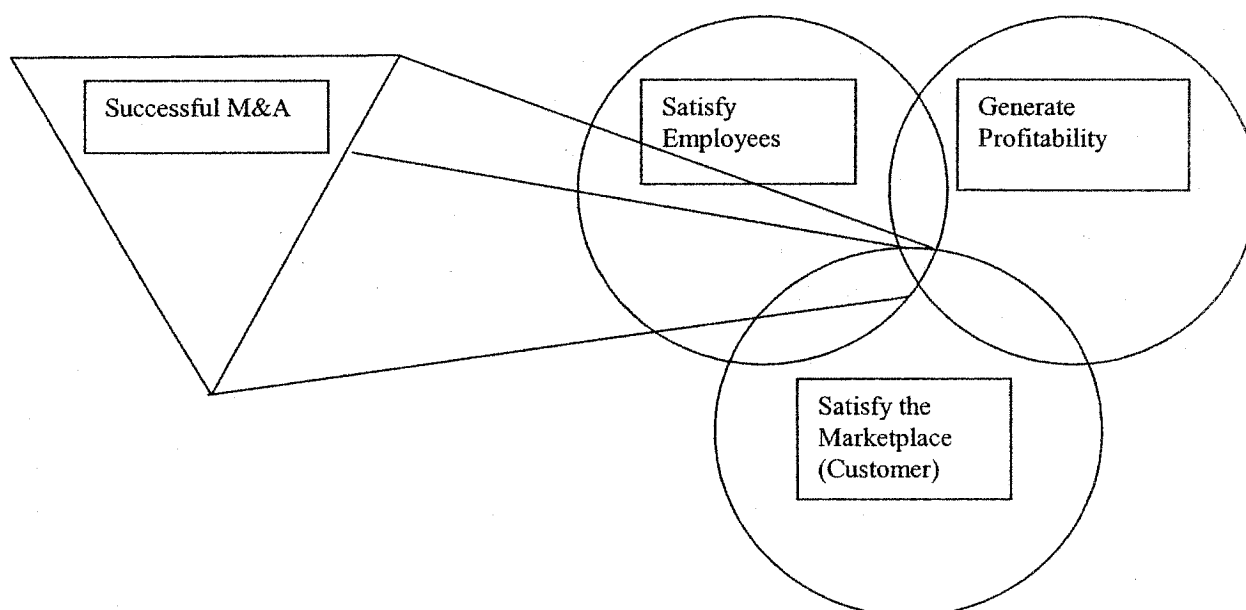 Successful M&A
Satisfy
Employees
Generate
Profitability
Satisfy the
Marketplace
(Customer)